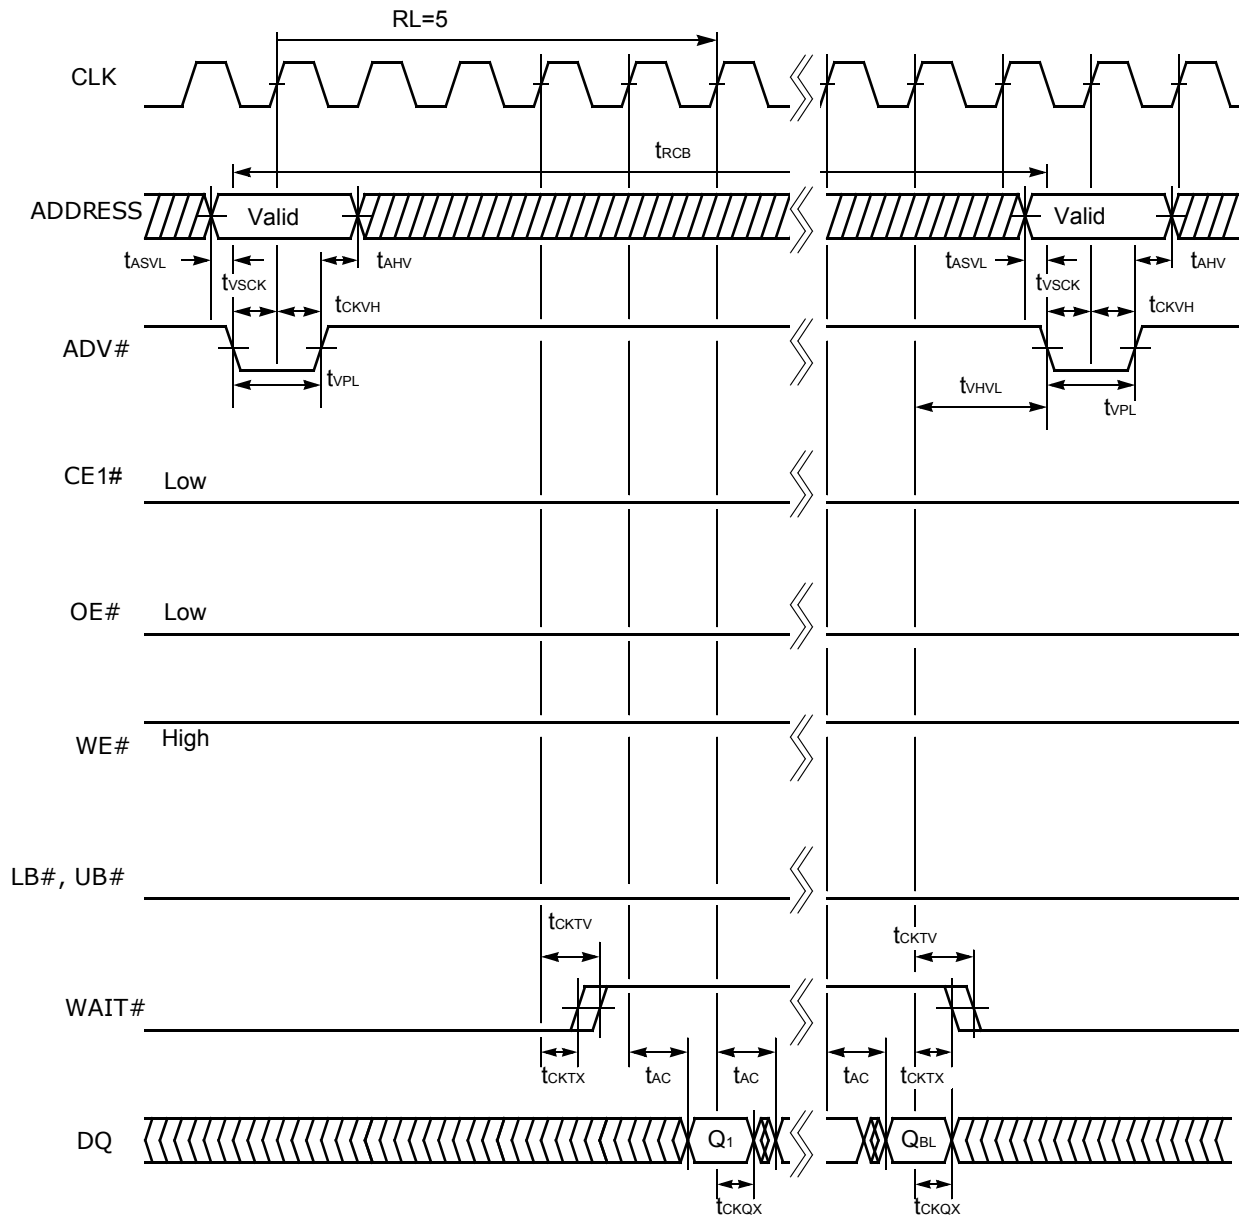 RL=5
CLK
tRCB
ADDRESS Valid Valid
tASVL tAHV tASVL tAHV
tVSCK tVSCK
tCKVH tCKVH
ADV#
tVPL tVHVL tVPL
CE1# Low
OE# Low
WE# High
LB#, UB#
tCKTV tCKTV
WAIT#
tCKTX tAC tAC tAC tCKTX
DQ Q1 QBL
tCKQX tCKQX